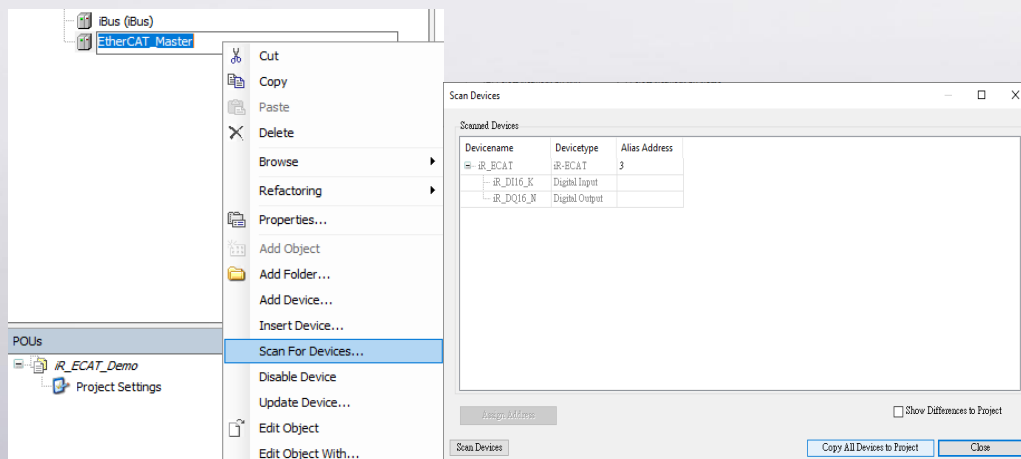 iBus (iBus)
EtherCAT_Master
Cut
Copy
Paste
Delete
Browse
Refactoring
Properties...
Add Object
Add Folder...
Add Device...
Insert Device...
Scan For Devices...
Disable Device
Update Device...
Edit Object
Edit Object With...
POUs
iR_ECAT_Demo
Project Settings
Scan Devices
Scanned Devices
Devicename Devicetype Alias Address
iR_ECAT iR-ECAT 3
iR_DI16_K Digital Input
iR_DQ16_N Digital Output
Assign Address
Show Differences to Project
Scan Devices Copy All Devices to Project Close